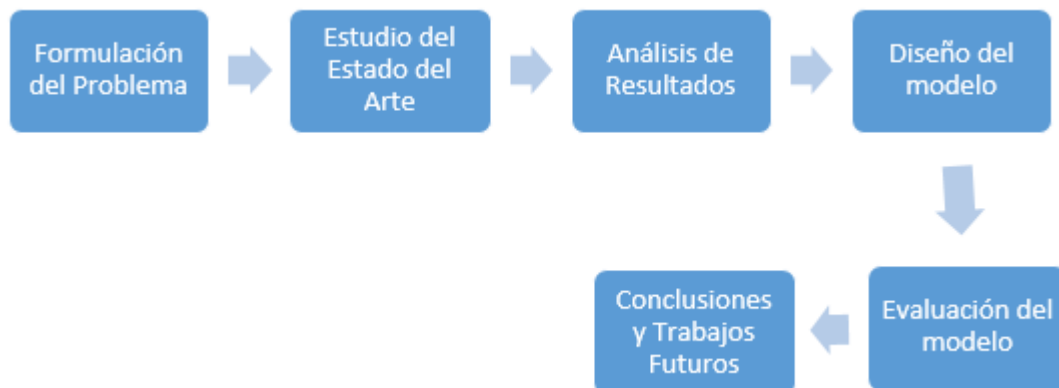 Formulación
del Problema
Estudio del
Estado del
Arte
Análisis de
Resultados
Diseño del
modelo
Evaluación del
modelo
Conclusiones
y Trabajos
Futuros